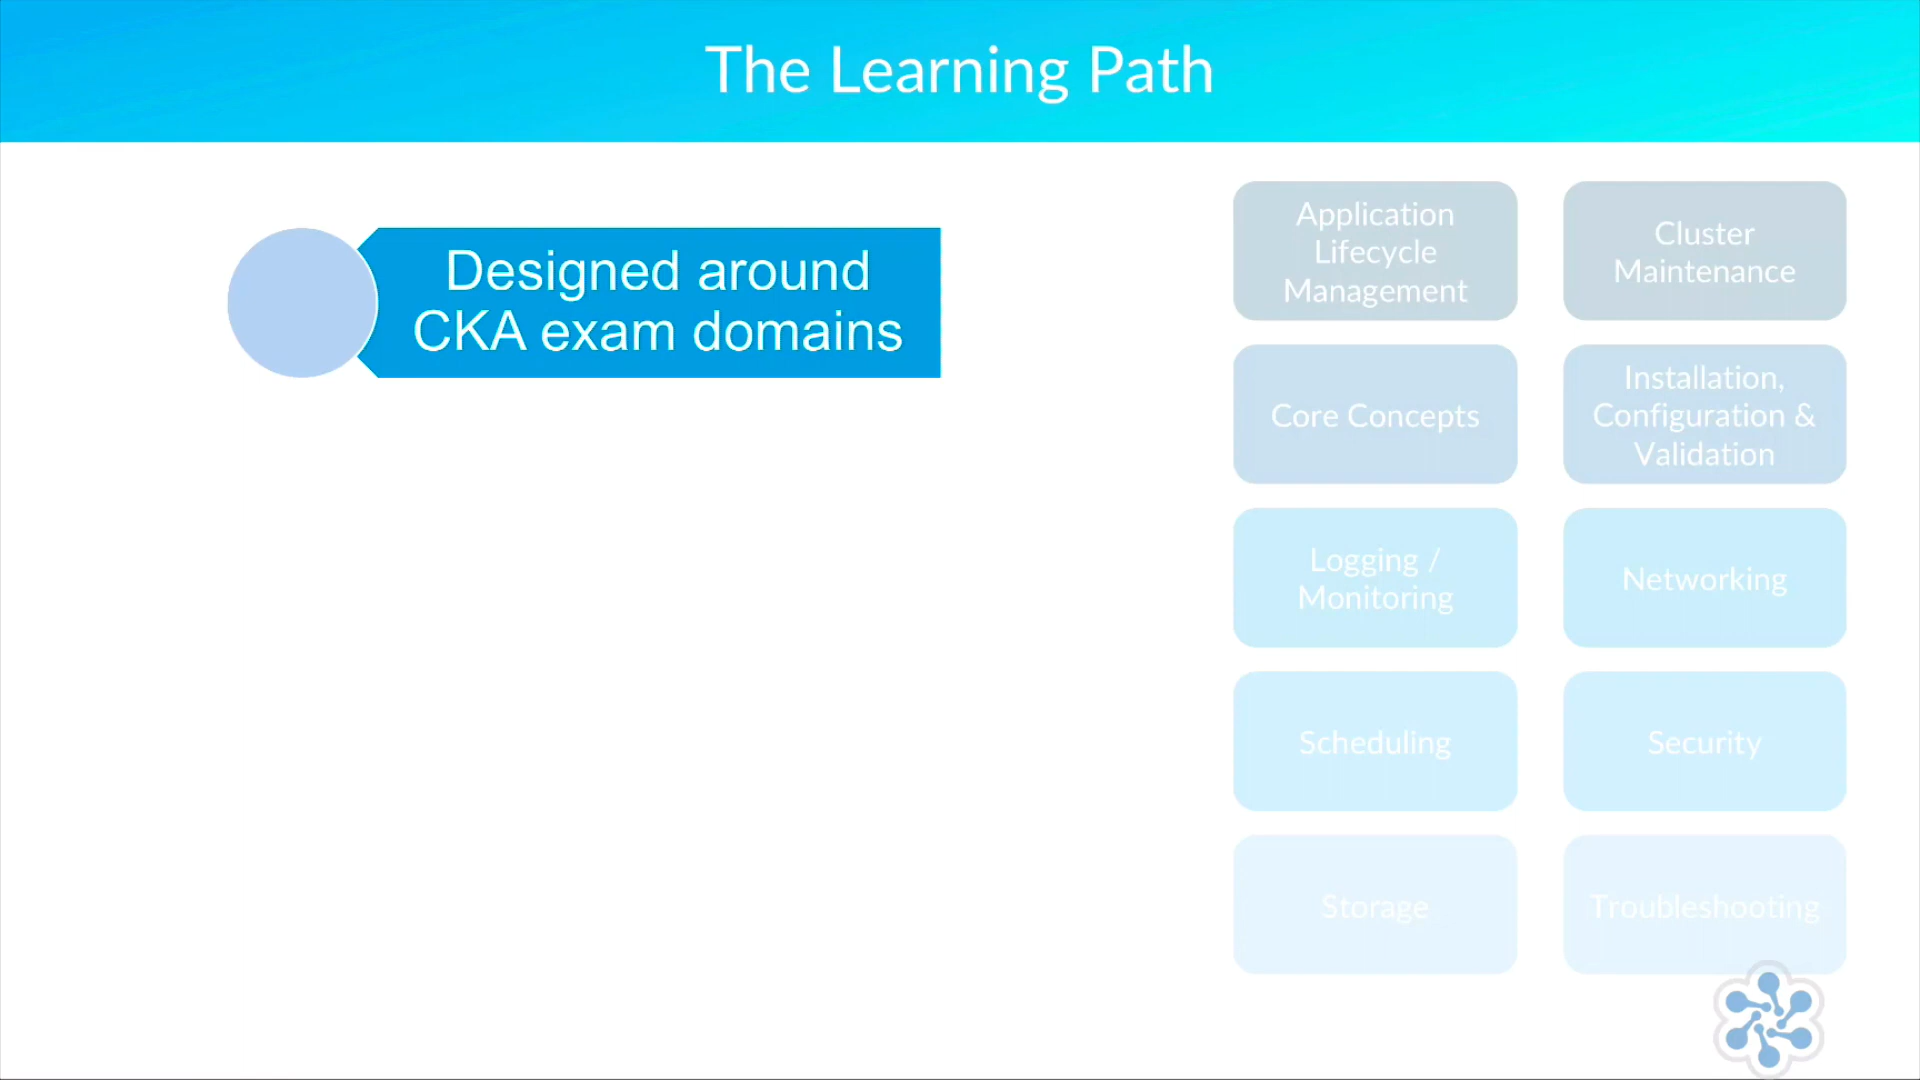 The Learning Path
Designed around
CKA exam domains
Application
Lifecycle
Management
Cluster
Maintenance
Core Concepts
Installation,
Configuration &
Validation
Logging /
Monitoring
Networking
Scheduling
Security
Storage
Troubleshooting